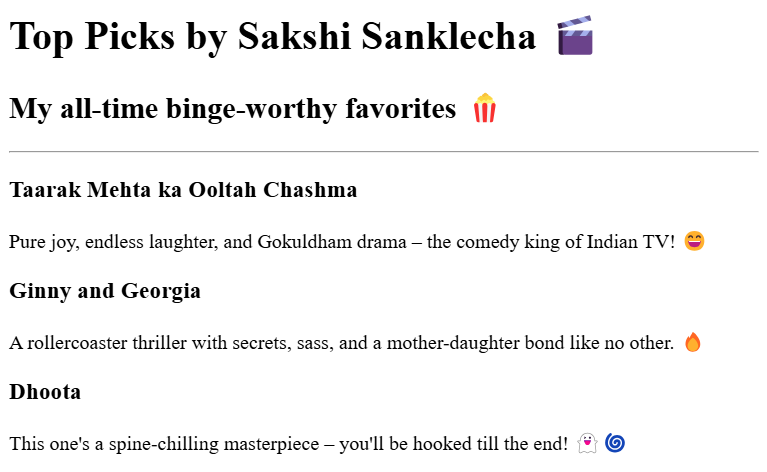 Top Picks by Sakshi Sanklecha 🎬
My all-time binge-worthy favorites 🍿
Taarak Mehta ka Ooltah Chashma
Pure joy, endless laughter, and Gokuldham drama – the comedy king of Indian TV! 😄
Ginny and Georgia
A rollercoaster thriller with secrets, sass, and a mother-daughter bond like no other. 🔥
Dhoota
This one's a spine-chilling masterpiece – you'll be hooked till the end! 👻 🌀